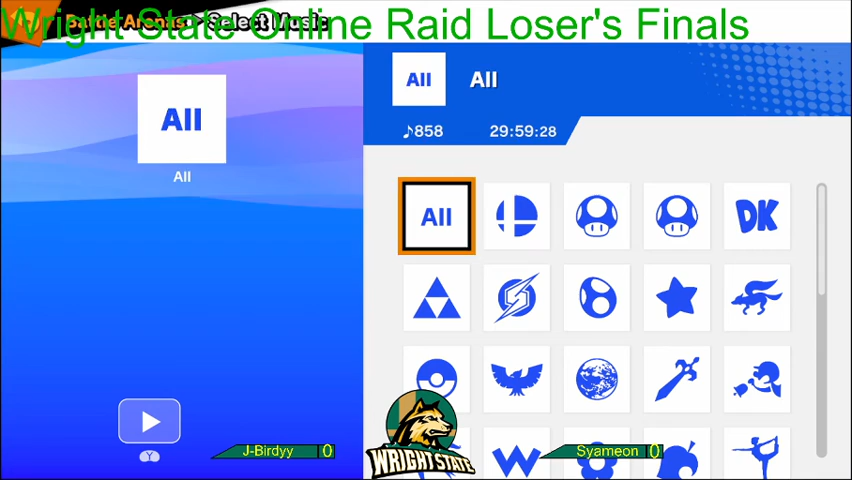 Wright State Online Raid Loser's Finals
Battle Arenas > Select Music
All
All
♪858
29:59:28
All
All
All
DK
Y
J-Birdyy 0
WRIGHT STATE
Syameon 0